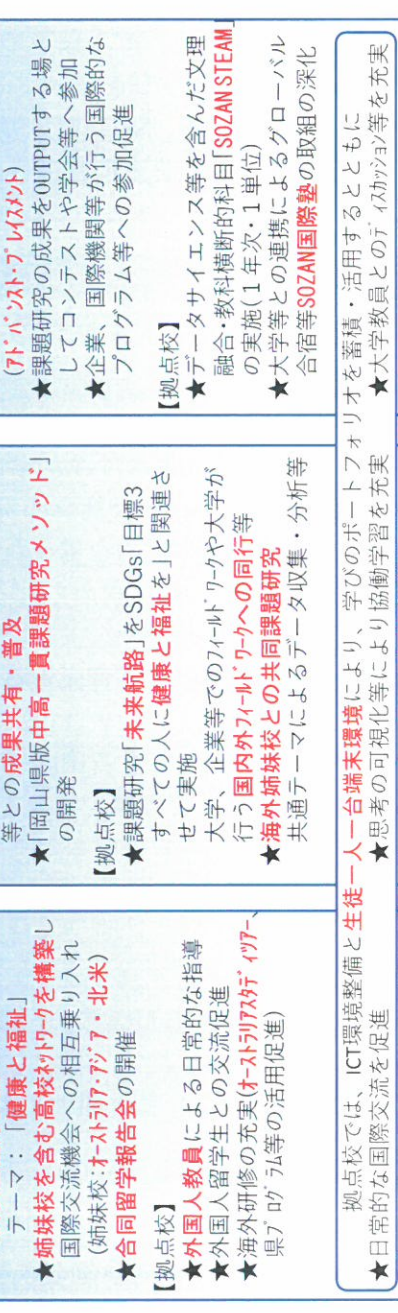 テーマ：「健康と福祉」
★姉妹校を含む高校ネットワークを構築し
国際交流機会への相互乗り入れ
(姉妹校:オーストラリア・アジア・北米)
★合同留学報告会の開催
【拠点校】
★外国人教員による日常的な指導
★外国人留学生との交流促進
★海外研修の充実(オーストラリアスタディツアー、
県プログラム等の活用促進)
等との成果共有・普及
★「岡山県版中高一貫課題研究メソッド」
の開発
【拠点校】
★課題研究「未来航路」をSDGs「目標3
すべての人に健康と福祉を」と関連さ
せて実施
大学、企業等でのフィールドワークや大学が
行う国内外フィールドワークへの同行等
★海外姉妹校との共同課題研究
共通テーマによるデータ収集・分析等
(アドバンスト・プレイスメント)
★課題研究の成果をOUTPUTする場と
してコンテストや学会等へ参加
★企業、国際機関等が行う国際的な
プログラム等への参加促進
【拠点校】
★データサイエンス等を含んだ文理
融合・教科横断的科目「SOZAN STEAM」
の実施(1年次・1単位)
★大学等との連携によるグローバル
合宿等SOZAN国際塾の取組の深化
拠点校では、ICT環境整備と生徒一人一台端末環境により、学びのポートフォリオを蓄積・活用するとともに
★日常的な国際交流を促進 ★思考の可視化等により協働学習を充実 ★大学教員とのディスカッション等を充実